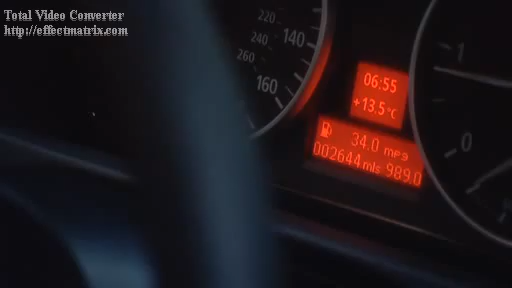 Total Video Converter
http://effectmatrix.com
220
240
260
140
160
06:55
+13.5°C
34.0 mpg
002644 mls 989.0
1
0